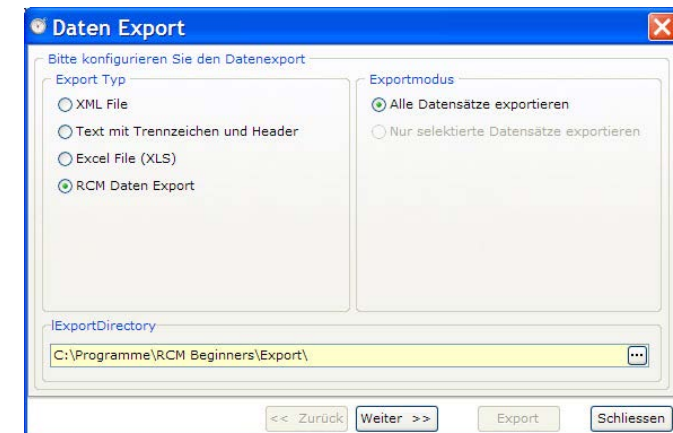 Daten Export
Bitte konfigurieren Sie den Datenexport
Export Typ
XML File
Text mit Trennzeichen und Header
Excel File (XLS)
RCM Daten Export
Exportmodus
Alle Datensätze exportieren
Nur selektierte Datensätze exportieren
lExportDirectory
C:\Programme\RCM Beginners\Export\
...
<< Zurück
Weiter >>
Export
Schliessen